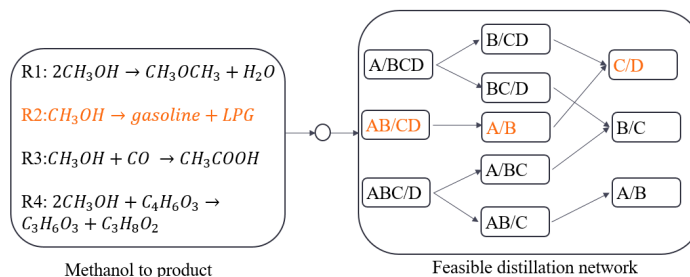 R1: 2CH₃OH → CH₃OCH₃ + H₂O
R2:CH₃OH → gasoline + LPG
R3:CH₃OH + CO → CH₃COOH
R4: 2CH₃OH + C₄H₆O₃ →
C₃H₆O₃ + C₃H₈O₂
Methanol to product
A/BCD
AB/CD
ABC/D
B/CD
BC/D
A/B
A/BC
AB/C
C/D
B/C
A/B
Feasible distillation network